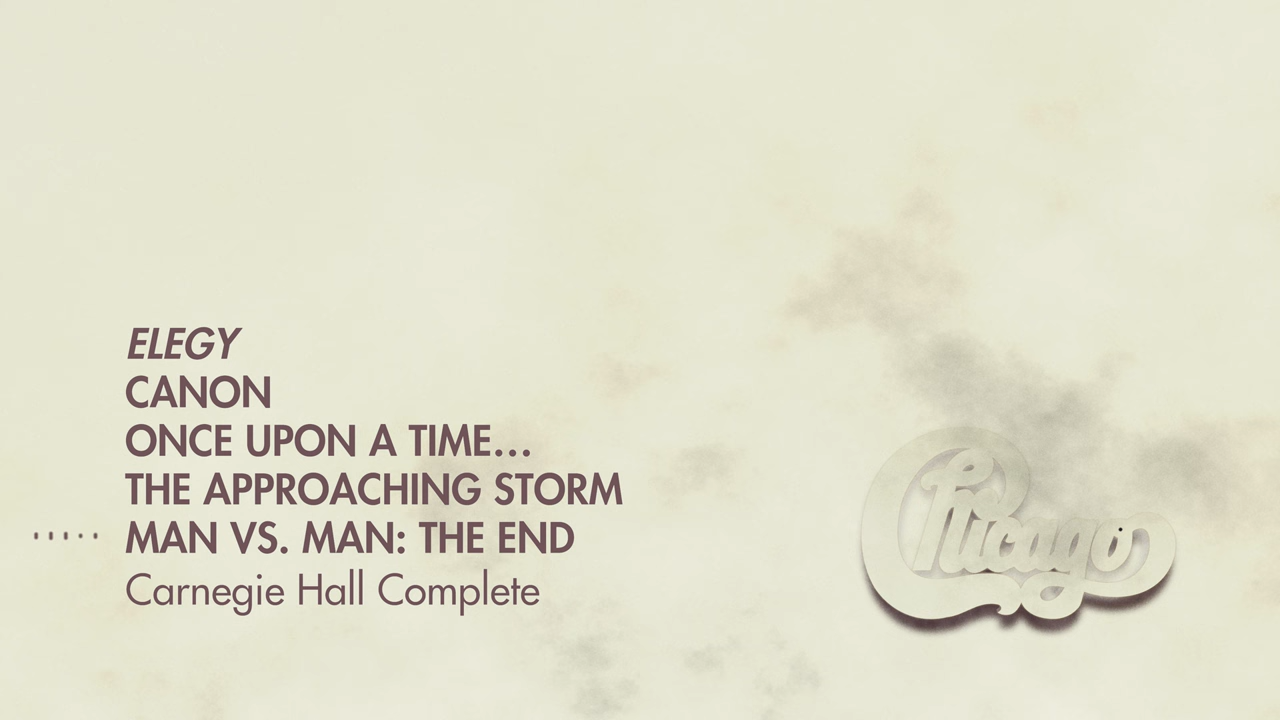 ELEGY
CANON
ONCE UPON A TIME...
THE APPROACHING STORM
MAN VS. MAN: THE END
Carnegie Hall Complete
Chicago